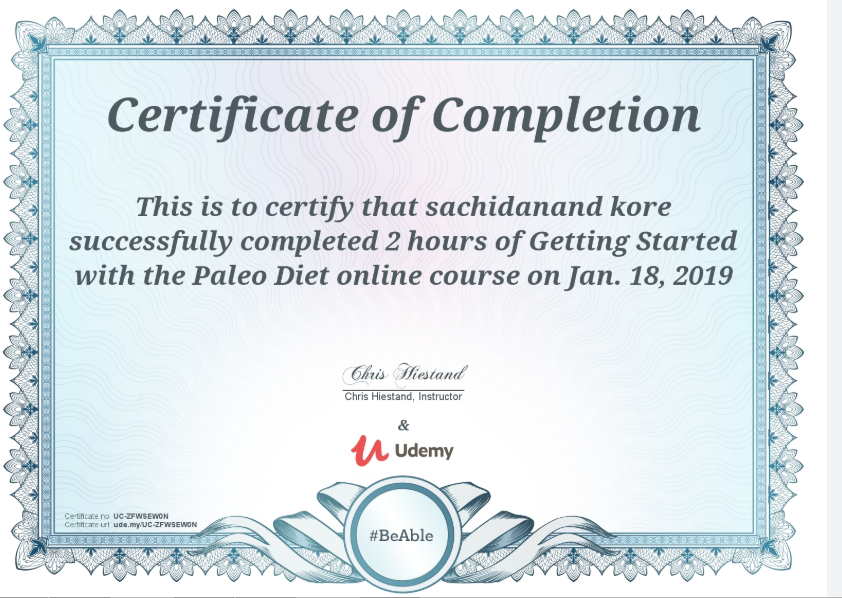 Certificate of Completion
This is to certify that sachidanand kore
successfully completed 2 hours of Getting Started
with the Paleo Diet online course on Jan. 18, 2019
Chris Hiestand
Chris Hiestand, Instructor
&
Udemy
Certificate no. UC-ZFWSEW0N
Certificate url. ude.my/UC-ZFWSEW0N
#BeAble